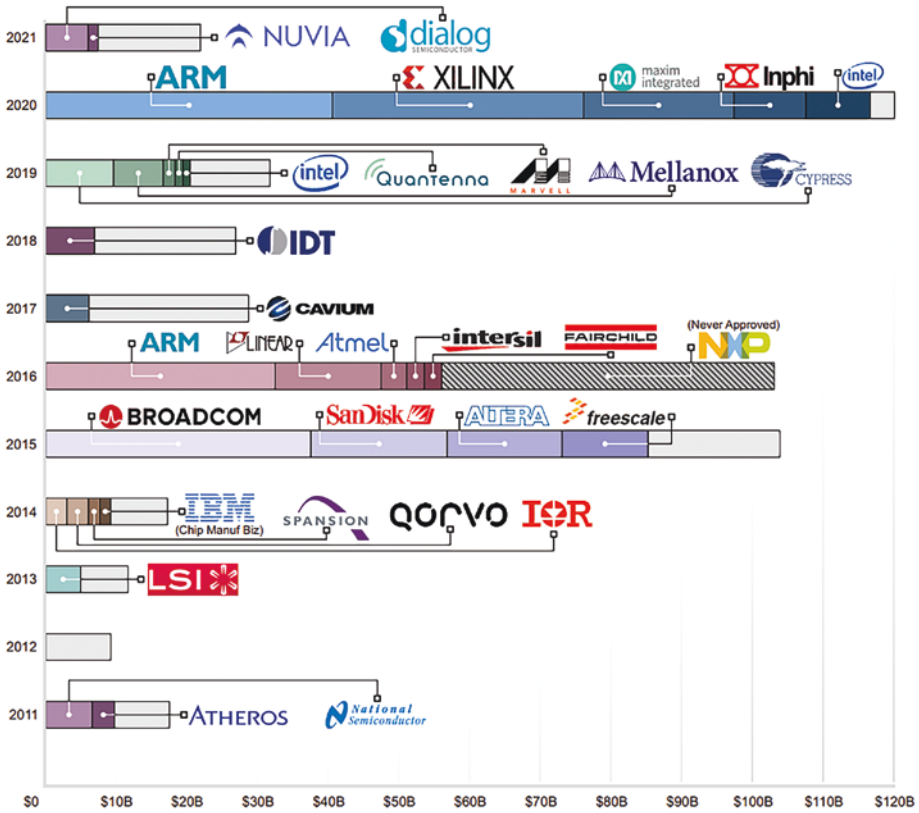 2021
NUVIA
dialog
SEMICONDUCTOR
ARM
XILINX
maxim
integrated
Inphi
intel
2020
2019
intel
QUANTENNA
MARVELL
Mellanox
CYPRESS
2018
IDT
2017
CAVIUM
ARM
LINEAR
Atmel
intersil
FAIRCHILD
(Never Approved)
NXP
2016
BROADCOM
SanDisk
ALTERA
freescale
2015
2014
IBM
(Chip Manuf Biz)
SPANSION
QORVO
IOR
2013
LSI
2012
2011
ATHEROS
National
Semiconductor
$0 $10B $20B $30B $40B $50B $60B $70B $80B $90B $100B $110B $120B